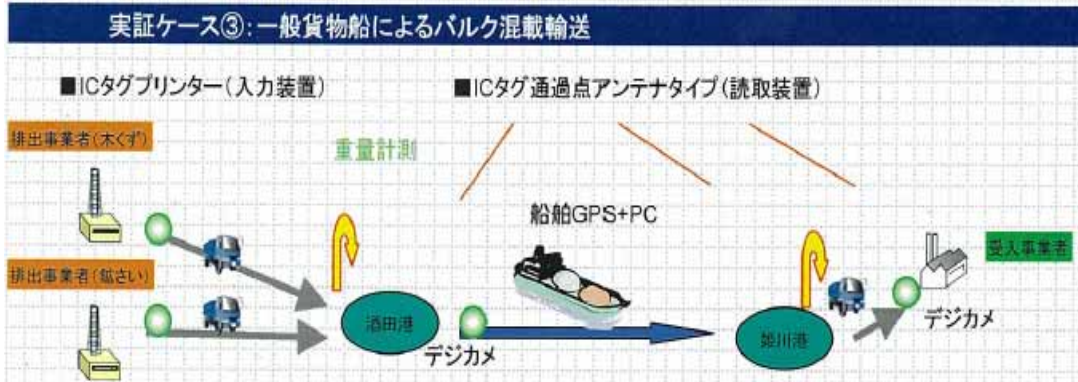 実証ケース③:一般貨物船によるバルク混載輸送
■ICタグプリンター(入力装置)
■ICタグ通過点アンテナタイプ(読取装置)
排出事業者(木くず)
重量計測
船舶GPS+PC
受入事業者
排出事業者(鉱さい)
酒田港
デジカメ
姫川港
デジカメ